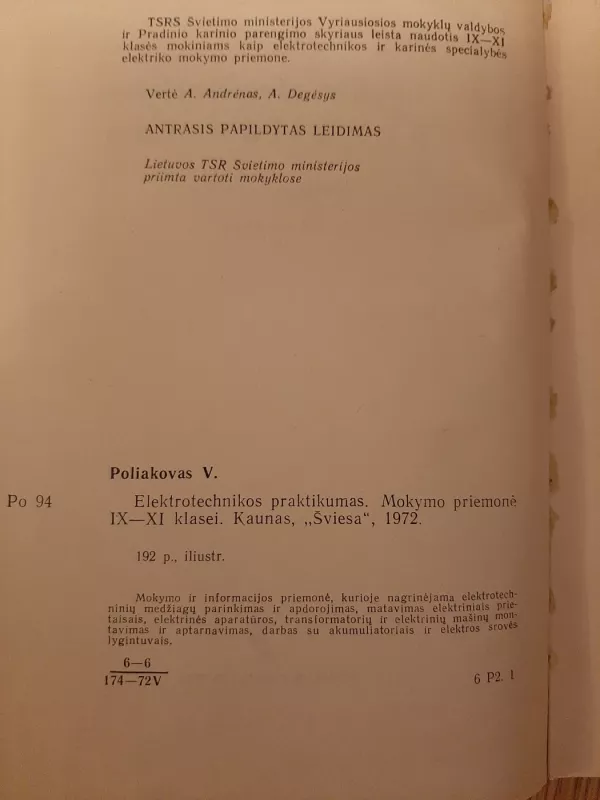 TSRS Švietimo ministerijos Vyriausiosios mokyklų valdybos
ir Pradinio karinio parengimo skyriaus leista naudotis IX—XI
klasės mokiniams kaip elektrotechnikos ir karinės specialybės
elektriko mokymo priemone.
Vertė A. Andrėnas, A. Degėsys
ANTRASIS PAPILDYTAS LEIDIMAS
Lietuvos TSR Švietimo ministerijos
priimta vartoti mokyklose
Poliakovas V.
Po 94 Elektrotechnikos praktikumas. Mokymo priemonė
IX—XI klasei. Kaunas, „Šviesa“, 1972.
192 p., iliustr.
Mokymo ir informacijos priemonė, kurioje nagrinėjama elektrotech-
ninių medžiagų parinkimas ir apdorojimas, matavimas elektriniais prie-
taisais, elektrinės aparatūros, transformatorių ir elektrinių mašinų mon-
tavimas ir aptarnavimas, darbas su akumuliatoriais ir elektros srovės
lygintuvais.
6—6
174—72V
6 P2. 1